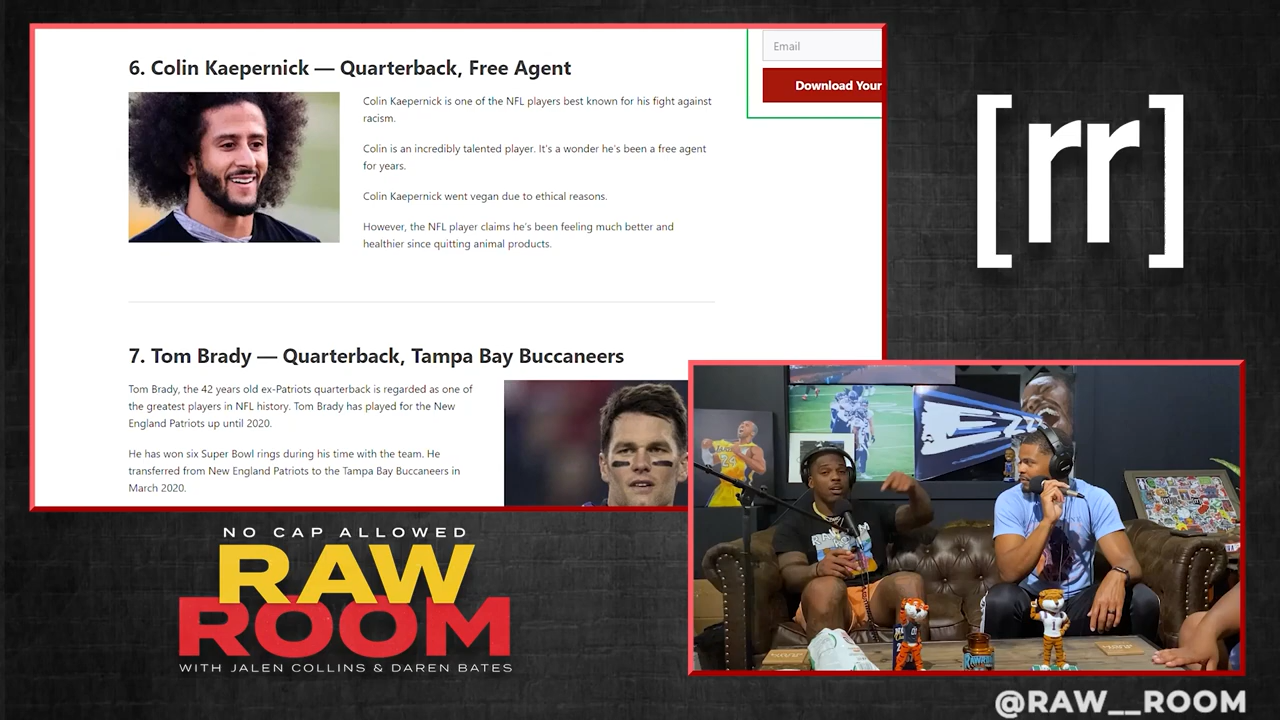 6. Colin Kaepernick — Quarterback, Free Agent
Colin Kaepernick is one of the NFL players best known for his fight against
racism.
Colin is an incredibly talented player. It's a wonder he's been a free agent
for years.
Colin Kaepernick went vegan due to ethical reasons.
However, the NFL player claims he's been feeling much better and
healthier since quitting animal products.
Email
Download Your
[rr]
7. Tom Brady — Quarterback, Tampa Bay Buccaneers
Tom Brady, the 42 years old ex-Patriots quarterback is regarded as one of
the greatest players in NFL history. Tom Brady has played for the New
England Patriots up until 2020.
He has won six Super Bowl rings during his time with the team. He
transferred from New England Patriots to the Tampa Bay Buccaneers in
March 2020.
24
NO CAP ALLOWED
RAW
ROOM
WITH JALEN COLLINS & DAREN BATES
@RAW__ROOM